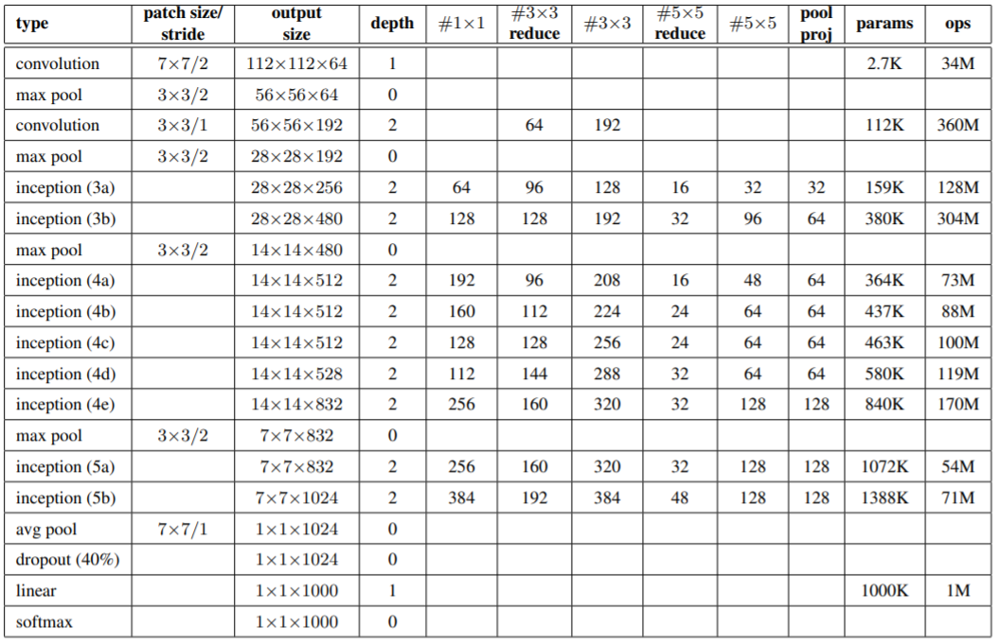 type patch size/ stride output size depth #1×1 #3×3 reduce #3×3 #5×5 reduce #5×5 pool proj params ops
convolution 7×7/2 112×112×64 1 2.7K 34M
max pool 3×3/2 56×56×64 0
convolution 3×3/1 56×56×192 2 64 192 112K 360M
max pool 3×3/2 28×28×192 0
inception (3a) 28×28×256 2 64 96 128 16 32 32 159K 128M
inception (3b) 28×28×480 2 128 128 192 32 96 64 380K 304M
max pool 3×3/2 14×14×480 0
inception (4a) 14×14×512 2 192 96 208 16 48 64 364K 73M
inception (4b) 14×14×512 2 160 112 224 24 64 64 437K 88M
inception (4c) 14×14×512 2 128 128 256 24 64 64 463K 100M
inception (4d) 14×14×528 2 112 144 288 32 64 64 580K 119M
inception (4e) 14×14×832 2 256 160 320 32 128 128 840K 170M
max pool 3×3/2 7×7×832 0
inception (5a) 7×7×832 2 256 160 320 32 128 128 1072K 54M
inception (5b) 7×7×1024 2 384 192 384 48 128 128 1388K 71M
avg pool 7×7/1 1×1×1024 0
dropout (40%) 1×1×1024 0
linear 1×1×1000 1 1000K 1M
softmax 1×1×1000 0